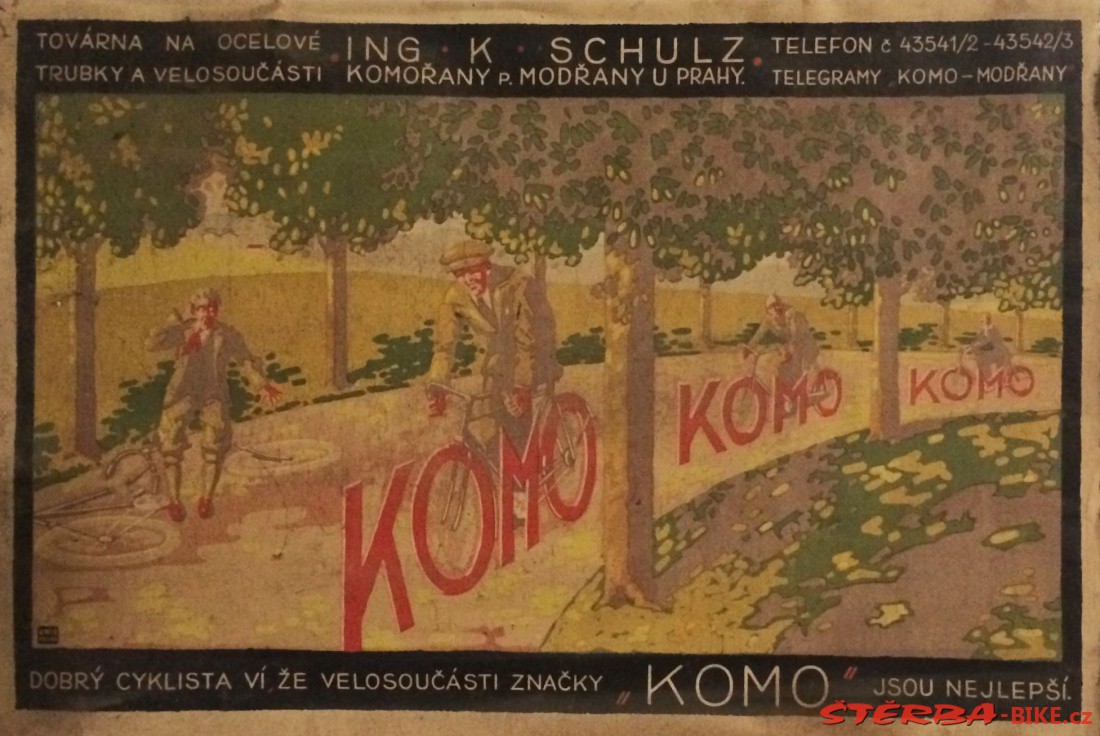 TOVÁRNA NA OCELOVÉ
TRUBKY A VELOSOUČÁSTI.
ING · K · SCHULZ.
KOMOŘANY P. MODŘANY U PRAHY.
TELEFON č 43541/2 - 43542/3
TELEGRAMY „KOMO - MODŘANY
KOMO
KOMO
KOMO
DOBRÝ CYKLISTA VÍ, ŽE VELOSOUČÁSTI ZNAČKY „KOMO" JSOU NEJLEPŠÍ.
ŠTĚRBA-BIKE.cz